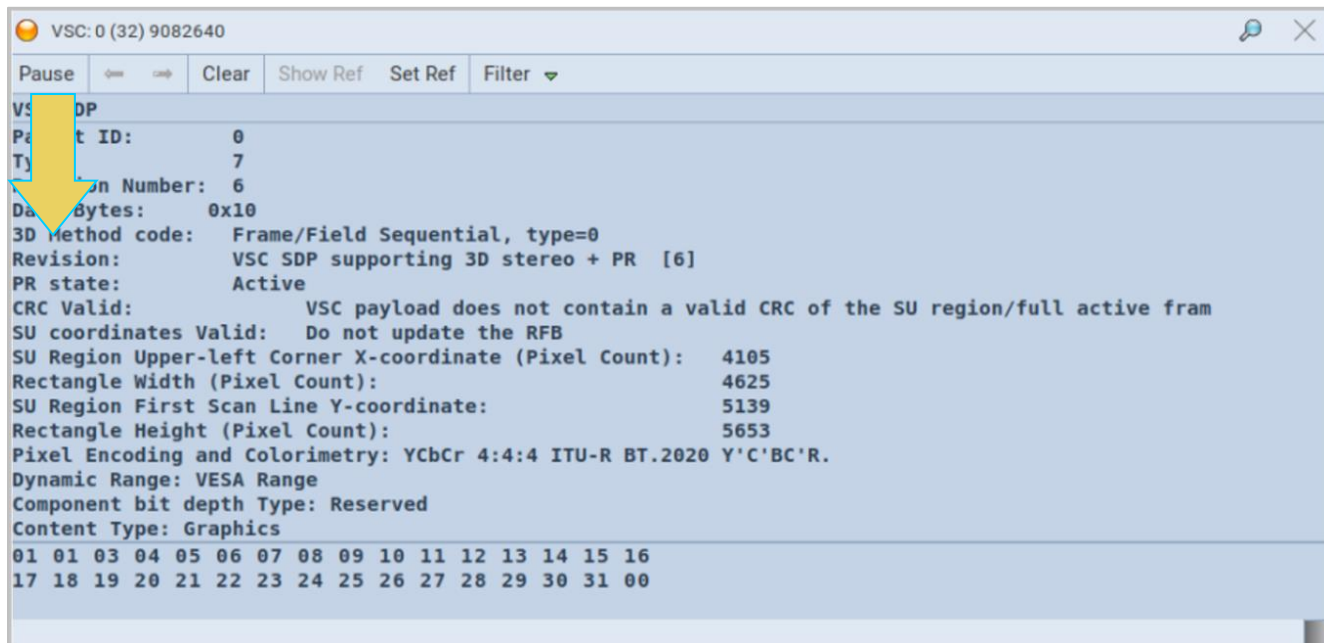 VSC: 0 (32) 9082640
Pause Clear Show Ref Set Ref Filter
DP
ID: 0
7
Number: 6
Bytes: 0x10
3D Method code: Frame/Field Sequential, type=0
Revision: VSC SDP supporting 3D stereo + PR [6]
PR state: Active
CRC Valid: VSC payload does not contain a valid CRC of the SU region/full active fram
SU coordinates Valid: Do not update the RFB
SU Region Upper-left Corner X-coordinate (Pixel Count): 4105
Rectangle Width (Pixel Count): 4625
SU Region First Scan Line Y-coordinate: 5139
Rectangle Height (Pixel Count): 5653
Pixel Encoding and Colorimetry: YCbCr 4:4:4 ITU-R BT.2020 Y'C'BC'R.
Dynamic Range: VESA Range
Component bit depth Type: Reserved
Content Type: Graphics
01 01 03 04 05 06 07 08 09 10 11 12 13 14 15 16
17 18 19 20 21 22 23 24 25 26 27 28 29 30 31 00